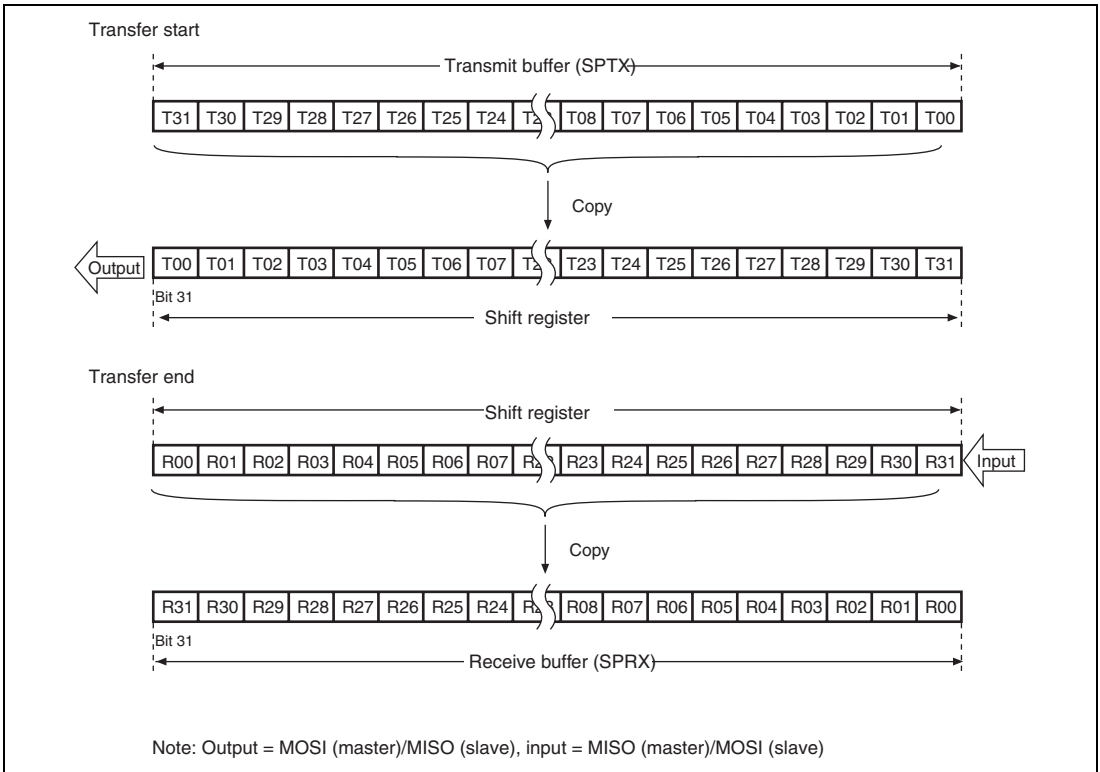 Transfer start
Transmit buffer (SPTX)
T31 T30 T29 T28 T27 T26 T25 T24 T08 T07 T06 T05 T04 T03 T02 T01 T00
Copy
Output T00 T01 T02 T03 T04 T05 T06 T07 T23 T24 T25 T26 T27 T28 T29 T30 T31
Bit 31
Shift register
Transfer end
Shift register
R00 R01 R02 R03 R04 R05 R06 R07 R23 R24 R25 R26 R27 R28 R29 R30 R31 Input
Copy
R31 R30 R29 R28 R27 R26 R25 R24 R08 R07 R06 R05 R04 R03 R02 R01 R00
Bit 31
Receive buffer (SPRX)
Note: Output = MOSI (master)/MISO (slave), input = MISO (master)/MOSI (slave)